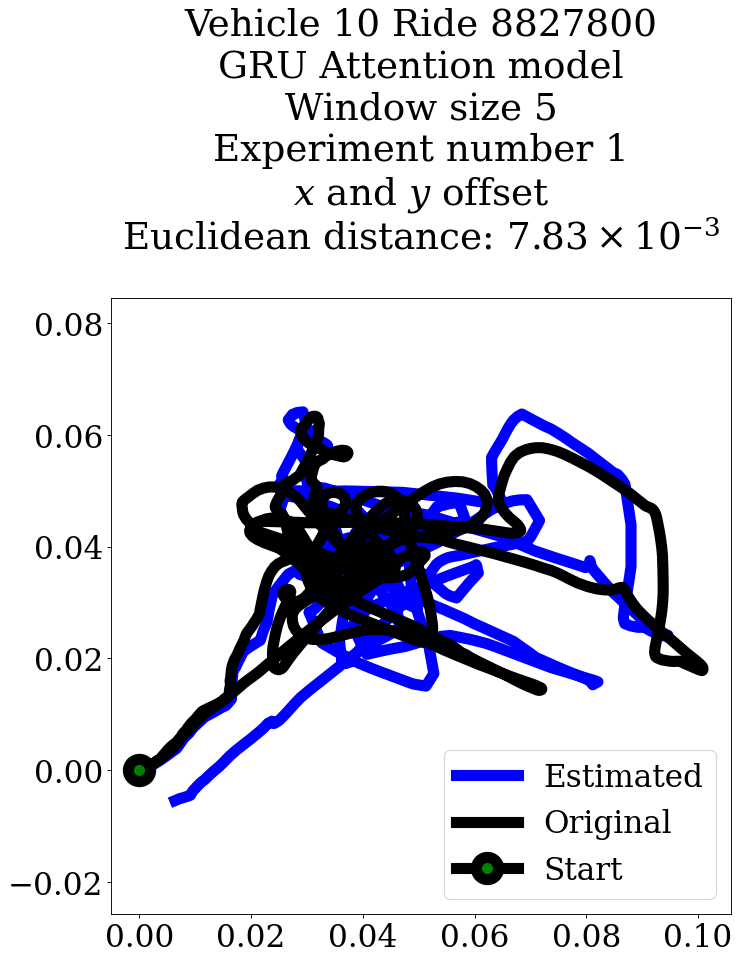 Vehicle 10 Ride 8827800
GRU Attention model
Window size 5
Experiment number 1
x and y offset
Euclidean distance: 7.83 × 10⁻³
0.08
0.06
0.04
0.02
0.00
−0.02
Estimated
Original
Start
0.00 0.02 0.04 0.06 0.08 0.10